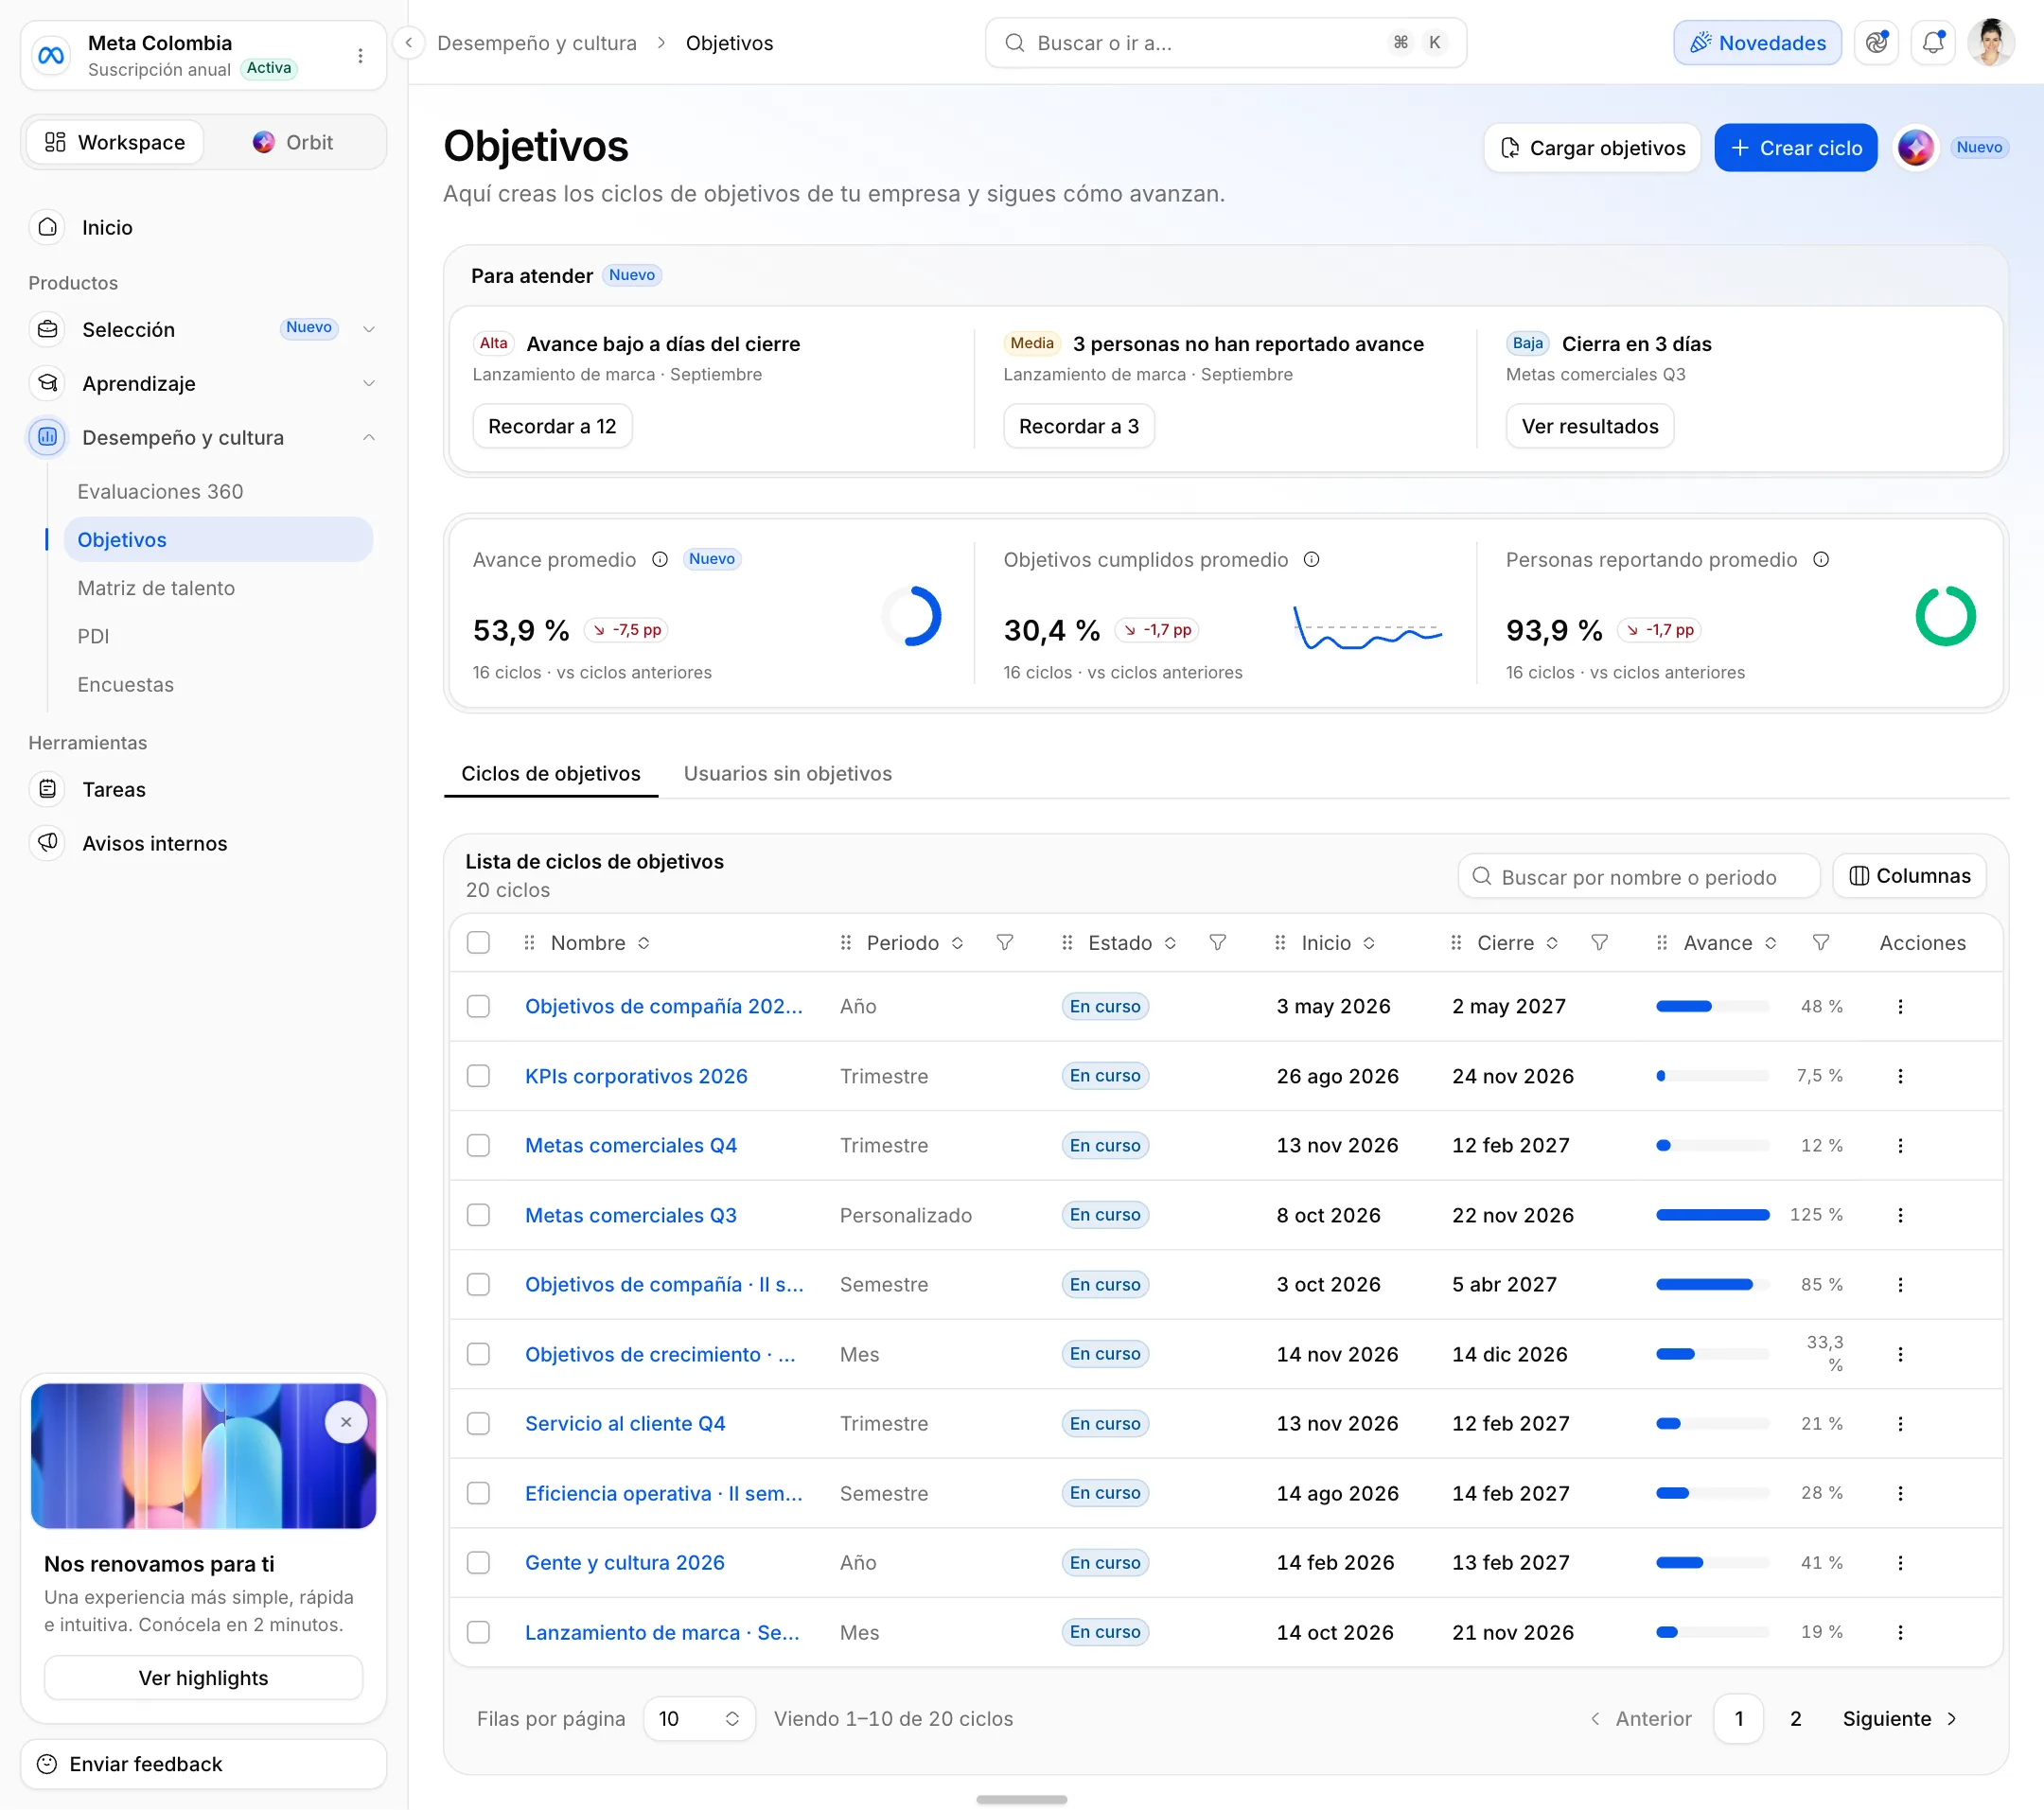 Meta Colombia
Suscripción anual Activa
Workspace
Orbit
Inicio
Productos
Selección Nuevo
Aprendizaje
Desempeño y cultura
Evaluaciones 360
Objetivos
Matriz de talento
PDI
Encuestas
Herramientas
Tareas
Avisos internos
Nos renovamos para ti
Una experiencia más simple, rápida
e intuitiva. Conócela en 2 minutos.
Ver highlights
Enviar feedback
Desempeño y cultura > Objetivos
Buscar o ir a... ⌘ K
Novedades
Objetivos
Aquí creas los ciclos de objetivos de tu empresa y sigues cómo avanzan.
Cargar objetivos
+ Crear ciclo
Nuevo
Para atender Nuevo
Alta Avance bajo a días del cierre
Lanzamiento de marca · Septiembre
Recordar a 12
Media 3 personas no han reportado avance
Lanzamiento de marca · Septiembre
Recordar a 3
Baja Cierra en 3 días
Metas comerciales Q3
Ver resultados
Avance promedio Nuevo
53,9 % -7,5 pp
16 ciclos · vs ciclos anteriores
Objetivos cumplidos promedio
30,4 % -1,7 pp
16 ciclos · vs ciclos anteriores
Personas reportando promedio
93,9 % -1,7 pp
16 ciclos · vs ciclos anteriores
Ciclos de objetivos
Usuarios sin objetivos
Lista de ciclos de objetivos
20 ciclos
Buscar por nombre o periodo
Columnas
Nombre Periodo Estado Inicio Cierre Avance Acciones
Objetivos de compañía 202... Año En curso 3 may 2026 2 may 2027 48 %
KPIs corporativos 2026 Trimestre En curso 26 ago 2026 24 nov 2026 7,5 %
Metas comerciales Q4 Trimestre En curso 13 nov 2026 12 feb 2027 12 %
Metas comerciales Q3 Personalizado En curso 8 oct 2026 22 nov 2026 125 %
Objetivos de compañía · II s... Semestre En curso 3 oct 2026 5 abr 2027 85 %
Objetivos de crecimiento · ... Mes En curso 14 nov 2026 14 dic 2026 33,3 %
Servicio al cliente Q4 Trimestre En curso 13 nov 2026 12 feb 2027 21 %
Eficiencia operativa · II sem... Semestre En curso 14 ago 2026 14 feb 2027 28 %
Gente y cultura 2026 Año En curso 14 feb 2026 13 feb 2027 41 %
Lanzamiento de marca · Se... Mes En curso 14 oct 2026 21 nov 2026 19 %
Filas por página 10 Viendo 1–10 de 20 ciclos
Anterior 1 2 Siguiente